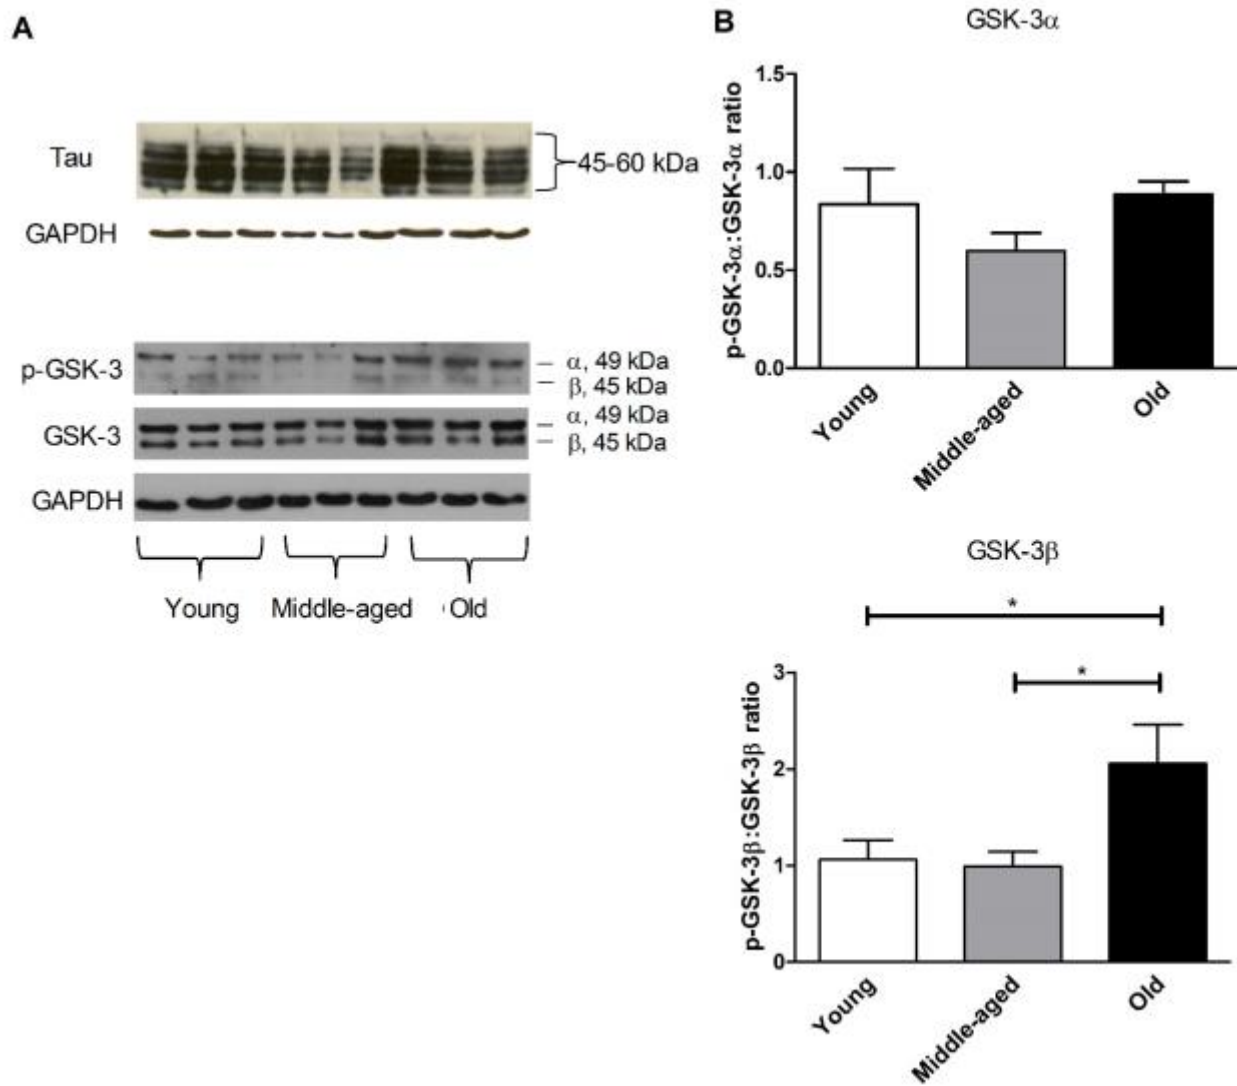 A
Tau
45-60 kDa
GAPDH
p-GSK-3
α, 49 kDa
β, 45 kDa
GSK-3
α, 49 kDa
β, 45 kDa
GAPDH
Young
Middle-aged
Old
B
GSK-3α
p-GSK-3α:GSK-3α ratio
1.5
1.0
0.5
0.0
Young
Middle-aged
Old
GSK-3β
*
*
p-GSK-3β:GSK-3β ratio
3
2
1
0
Young
Middle-aged
Old